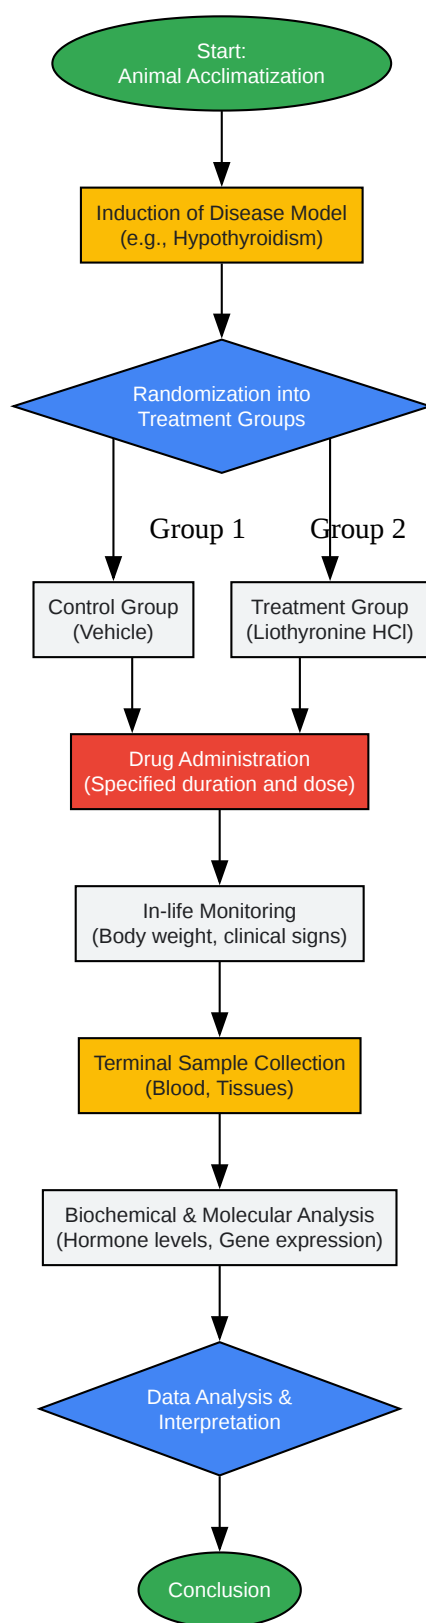 Start:
Animal Acclimatization
Induction of Disease Model
(e.g., Hypothyroidism)
Randomization into
Treatment Groups
Group 1
Group 2
Control Group
(Vehicle)
Treatment Group
(Liothyronine HCl)
Drug Administration
(Specified duration and dose)
In-life Monitoring
(Body weight, clinical signs)
Terminal Sample Collection
(Blood, Tissues)
Biochemical & Molecular Analysis
(Hormone levels, Gene expression)
Data Analysis &
Interpretation
Conclusion